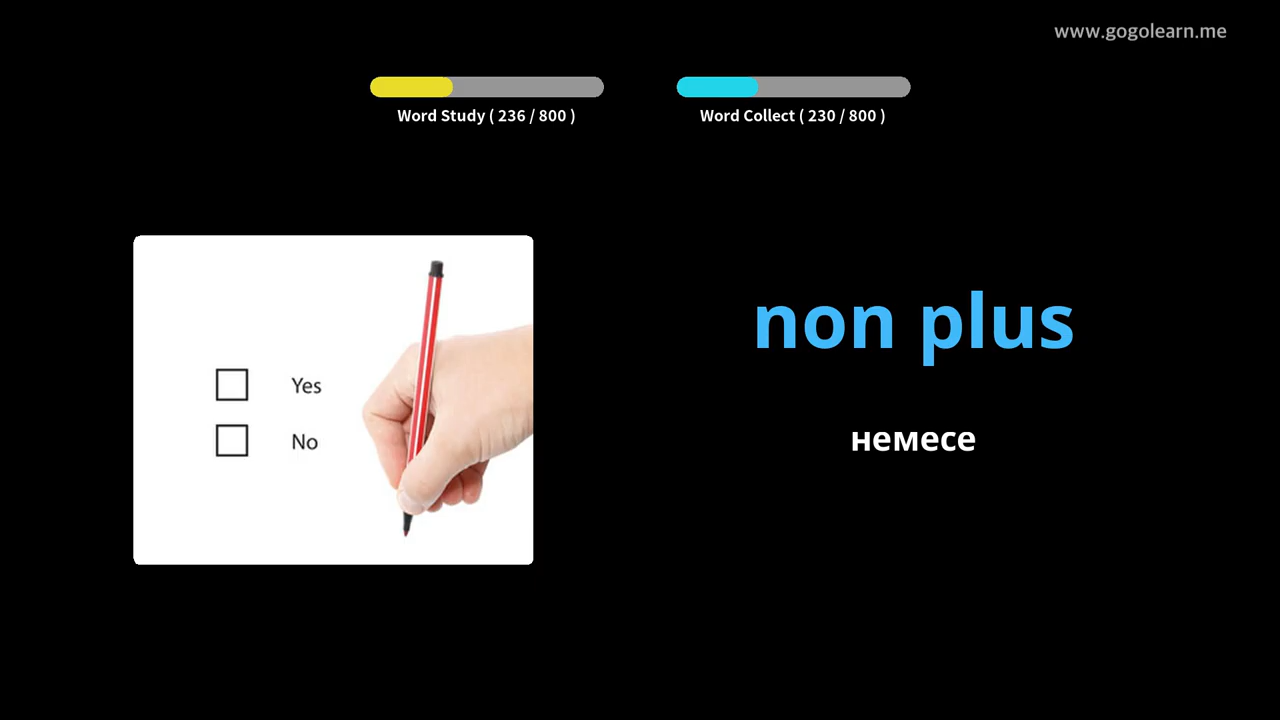 www.gogolearn.me
Word Study ( 236 / 800 )
Word Collect ( 230 / 800 )
Yes
No
non plus
немесе